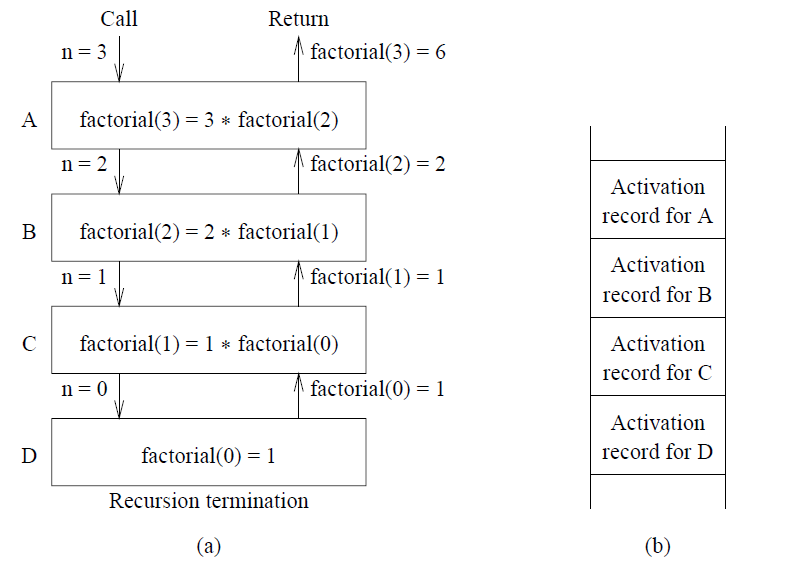 Call Return
n = 3 factorial(3) = 6
A factorial(3) = 3 ∗ factorial(2)
n = 2 factorial(2) = 2
B factorial(2) = 2 ∗ factorial(1)
n = 1 factorial(1) = 1
C factorial(1) = 1 ∗ factorial(0)
n = 0 factorial(0) = 1
D factorial(0) = 1
Recursion termination
(a)
Activation
record for A
Activation
record for B
Activation
record for C
Activation
record for D
(b)